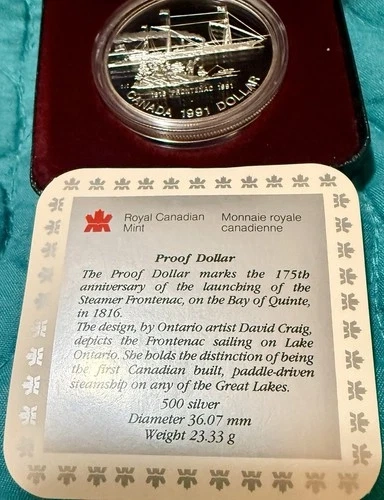 1816 FRONTENAC 1991
CANADA 1991 DOLLAR
Royal Canadian Mint
Monnaie royale canadienne
Proof Dollar
The Proof Dollar marks the 175th
anniversary of the launching of the
Steamer Frontenac, on the Bay of Quinte,
in 1816.
The design, by Ontario artist David Craig,
depicts the Frontenac sailing on Lake
Ontario. She holds the distinction of being
the first Canadian built, paddle-driven
steamship on any of the Great Lakes.
500 silver
Diameter 36.07 mm
Weight 23.33 g